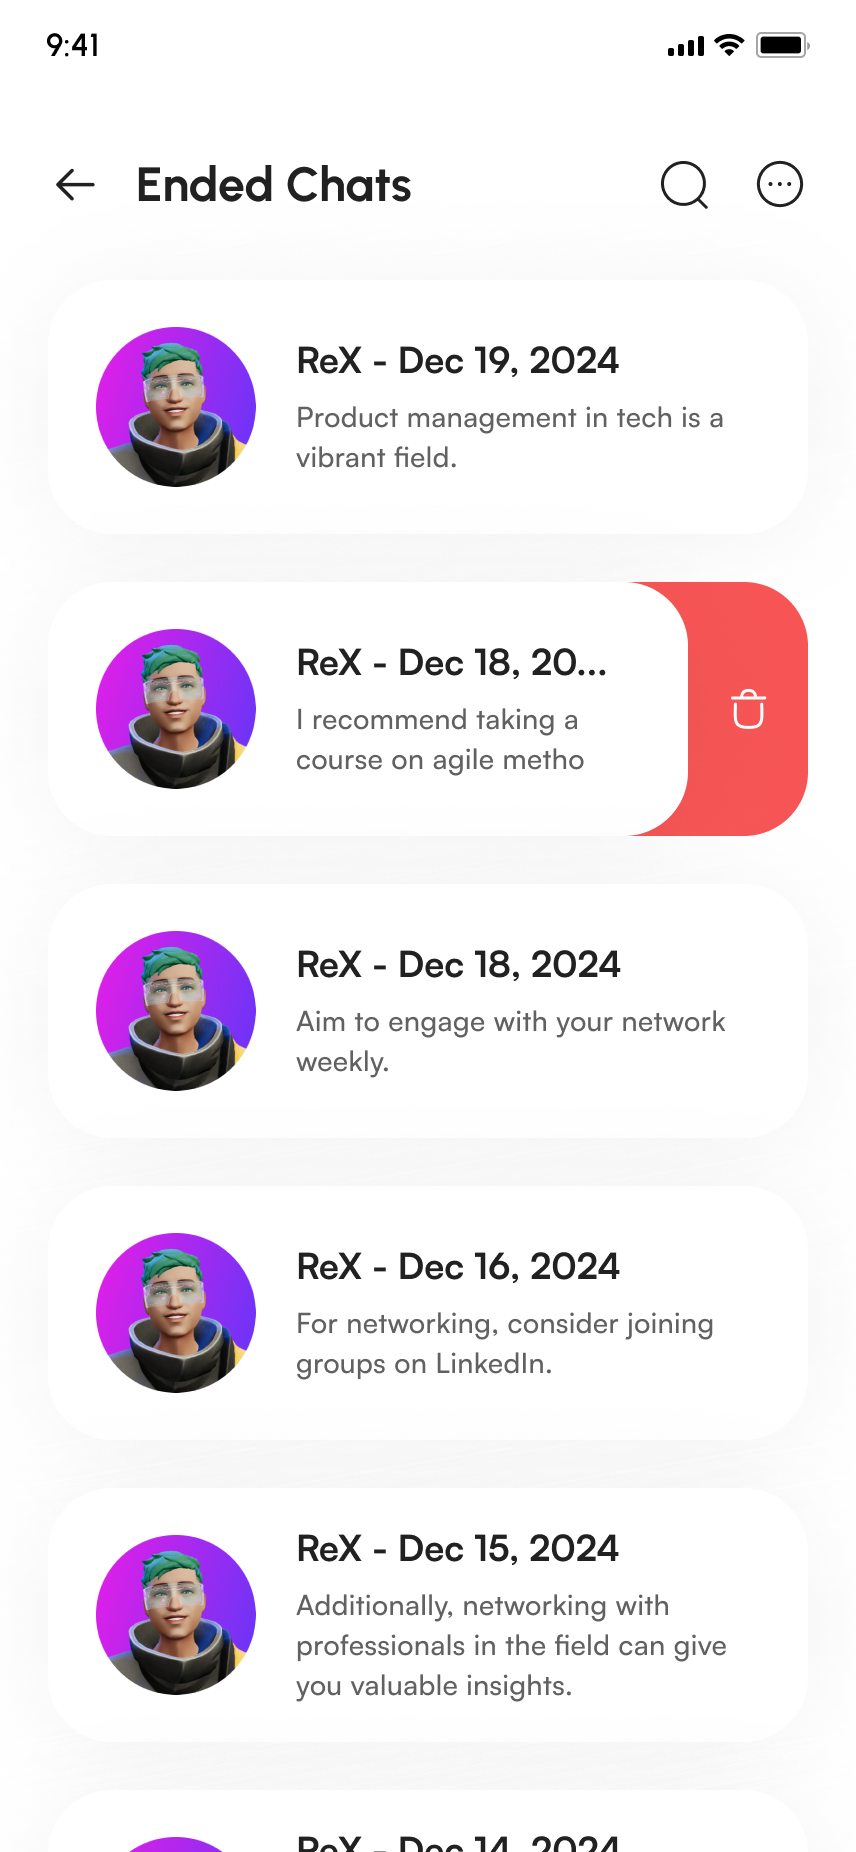 9:41
Ended Chats
ReX - Dec 19, 2024
Product management in tech is a
vibrant field.
ReX - Dec 18, 20...
I recommend taking a
course on agile metho
ReX - Dec 18, 2024
Aim to engage with your network
weekly.
ReX - Dec 16, 2024
For networking, consider joining
groups on LinkedIn.
ReX - Dec 15, 2024
Additionally, networking with
professionals in the field can give
you valuable insights.
ReX - Dec 14, 2024